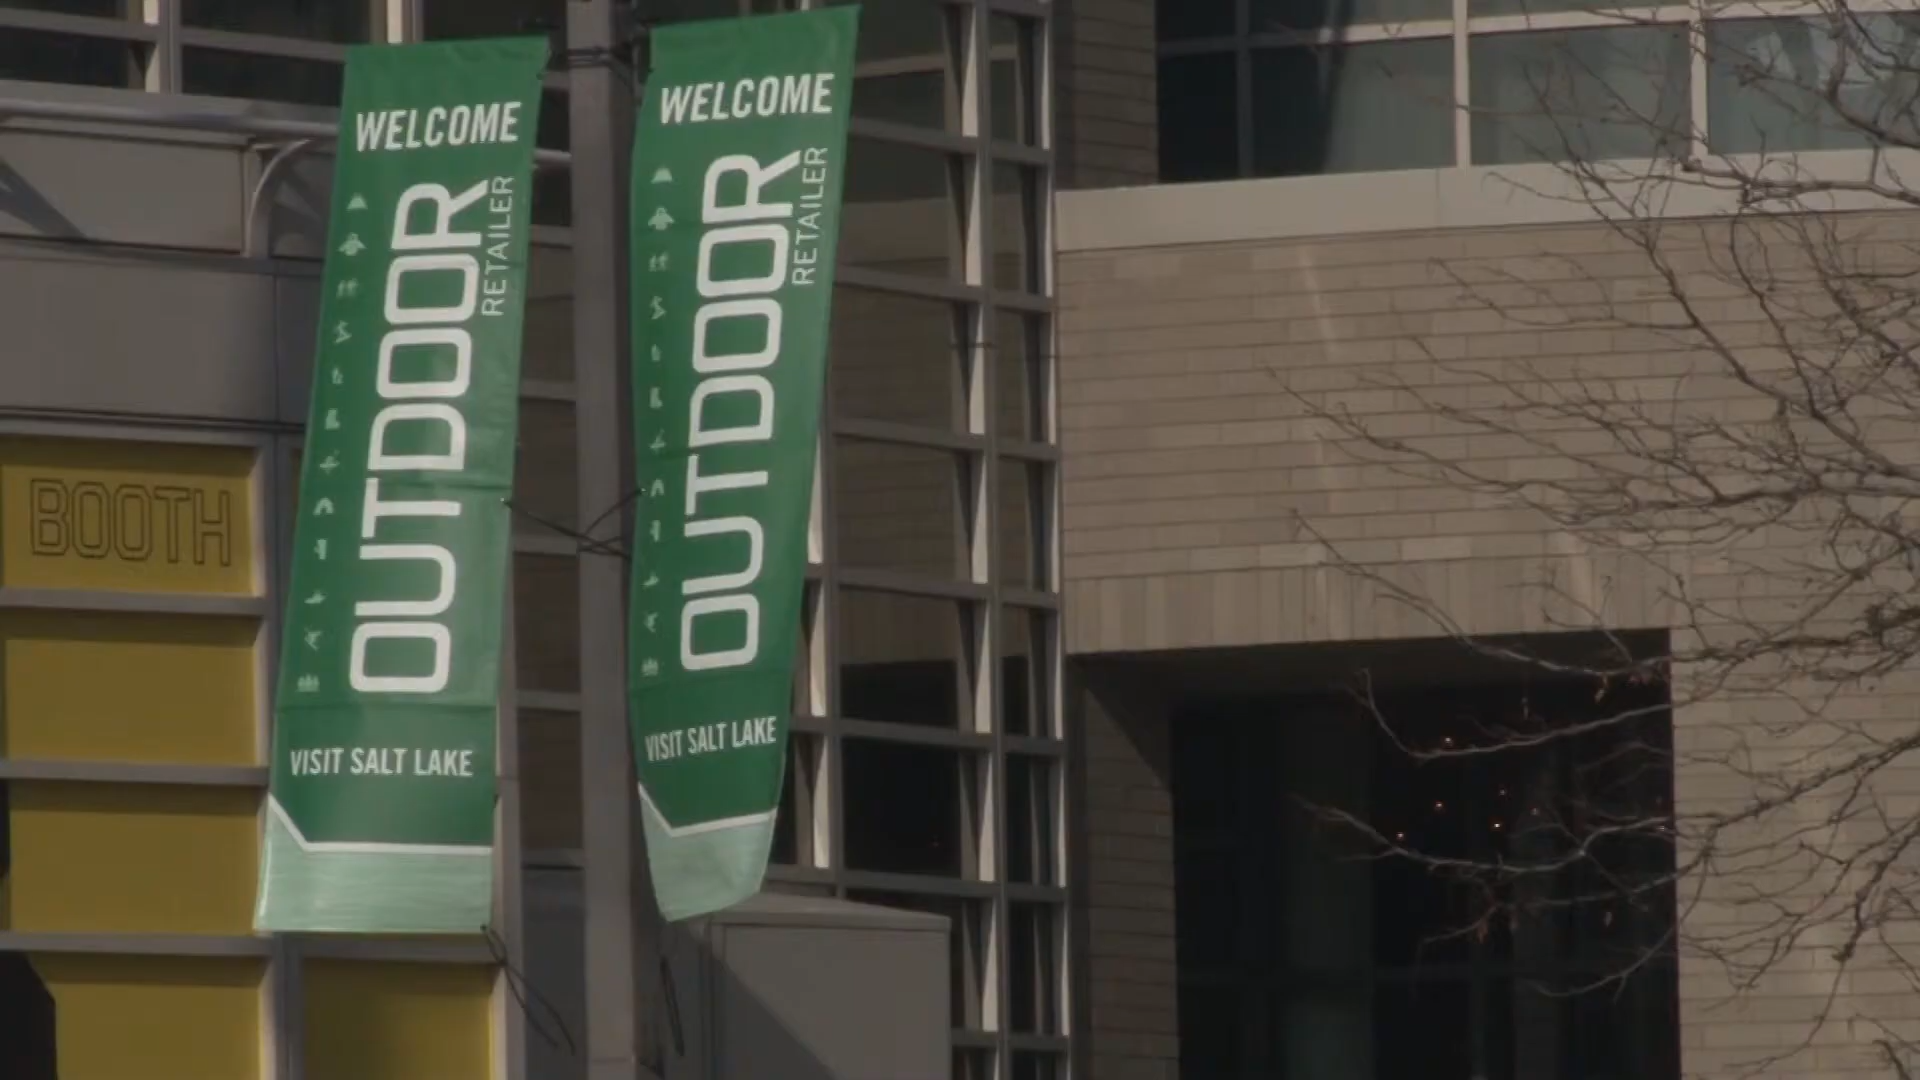 WELCOME
OUTDOOR
RETAILER
VISIT SALT LAKE
WELCOME
OUTDOOR
RETAILER
VISIT SALT LAKE
BOOTH